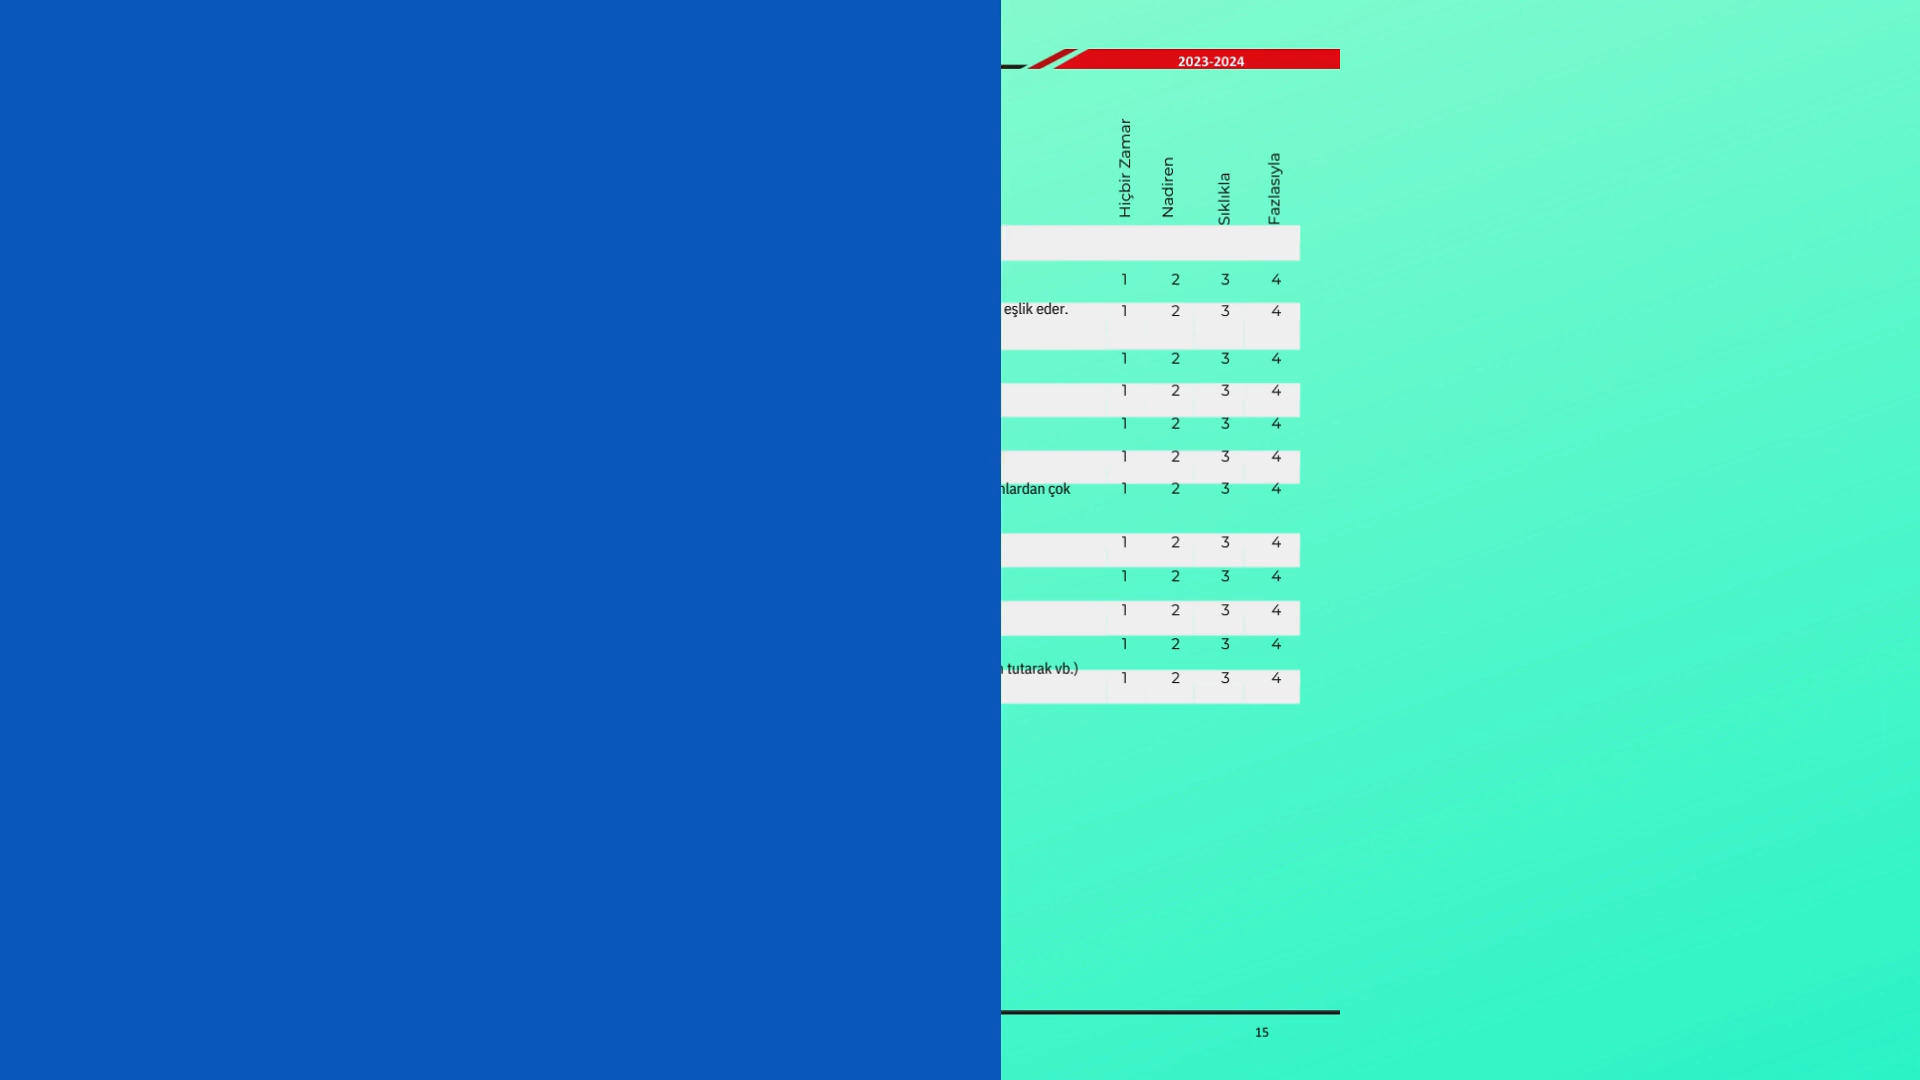 2023-2024
Hiçbir Zamar
Nadiren
Sıklıkla
Fazlasıyla
1 2 3 4
eşlik eder. 1 2 3 4
1 2 3 4
1 2 3 4
1 2 3 4
1 2 3 4
nlardan çok 1 2 3 4
1 2 3 4
1 2 3 4
1 2 3 4
1 2 3 4
tutarak vb.)
1 2 3 4
15